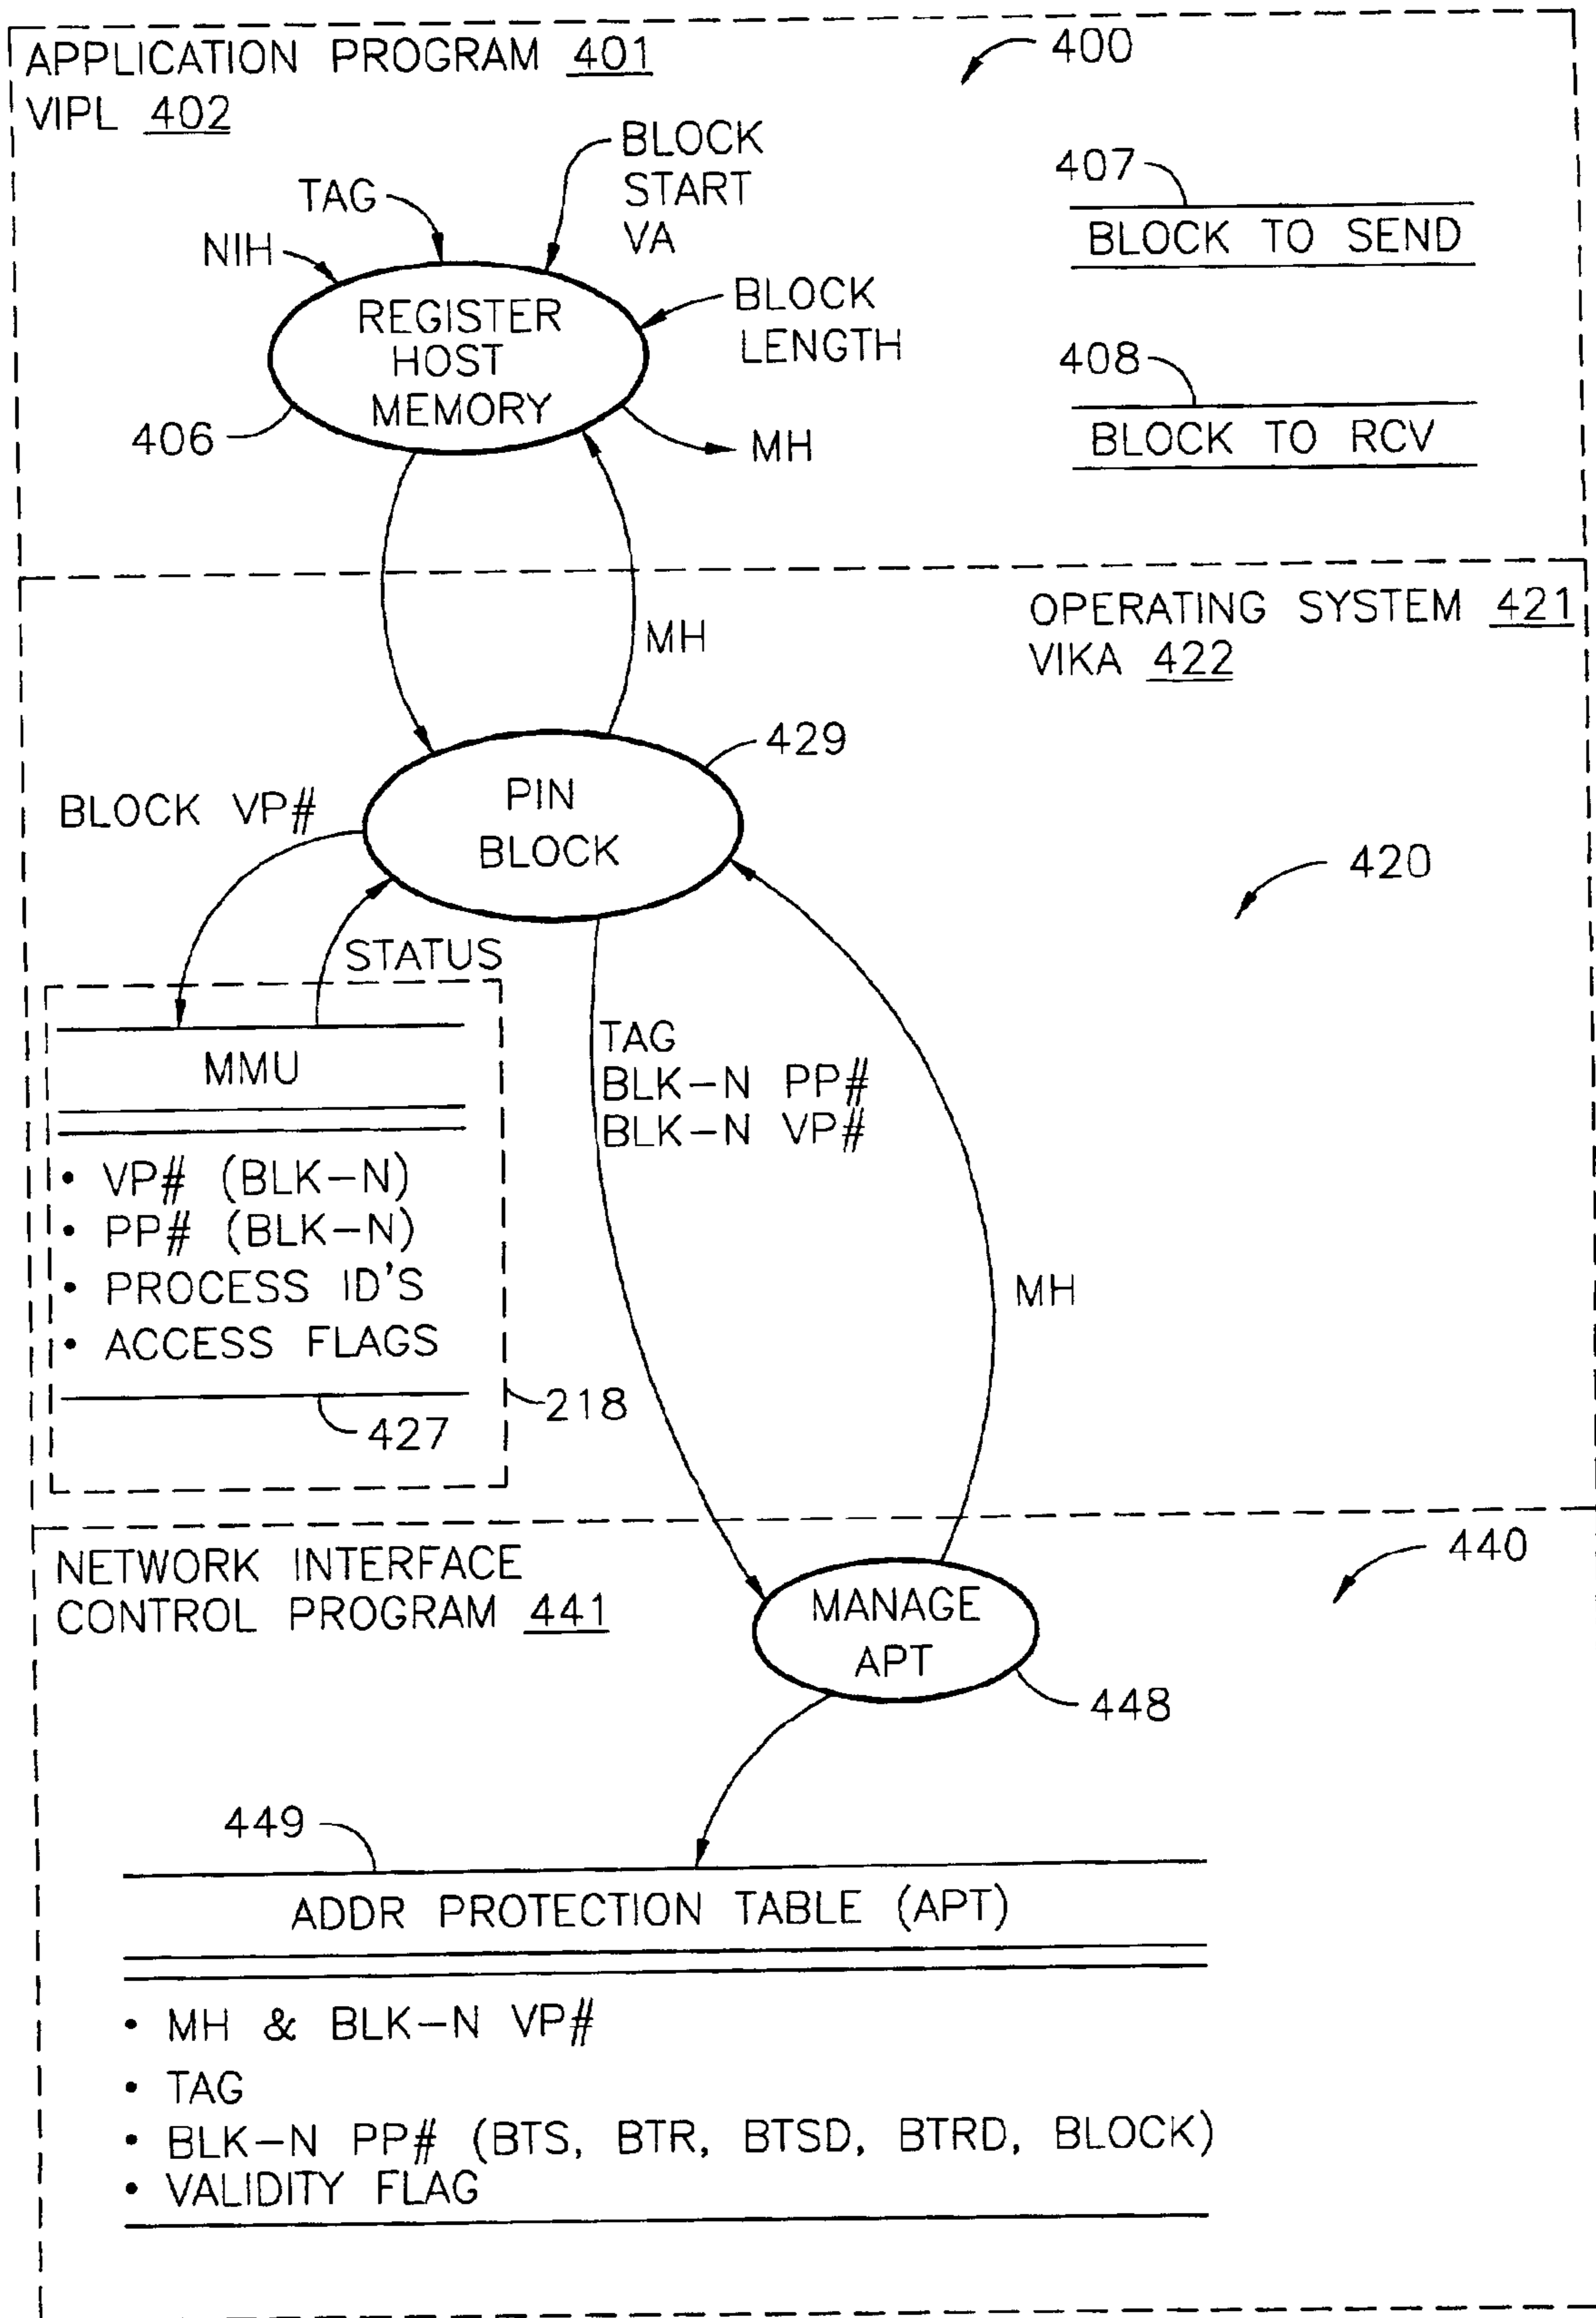 APPLICATION PROGRAM 401
VIPL 402
400
BLOCK
START
VA
TAG
NIH
407
BLOCK TO SEND
BLOCK
LENGTH
REGISTER
HOST
MEMORY
408
BLOCK TO RCV
406
MH
OPERATING SYSTEM 421
VIKA 422
MH
429
PIN
BLOCK
BLOCK VP#
420
STATUS
MMU
TAG
BLK-N PP#
BLK-N VP#
• VP# (BLK-N)
• PP# (BLK-N)
• PROCESS ID'S
• ACCESS FLAGS
MH
218
427
NETWORK INTERFACE
CONTROL PROGRAM 441
440
MANAGE
APT
448
449
ADDR PROTECTION TABLE (APT)
• MH & BLK-N VP#
• TAG
• BLK-N PP# (BTS, BTR, BTSD, BTRD, BLOCK)
• VALIDITY FLAG